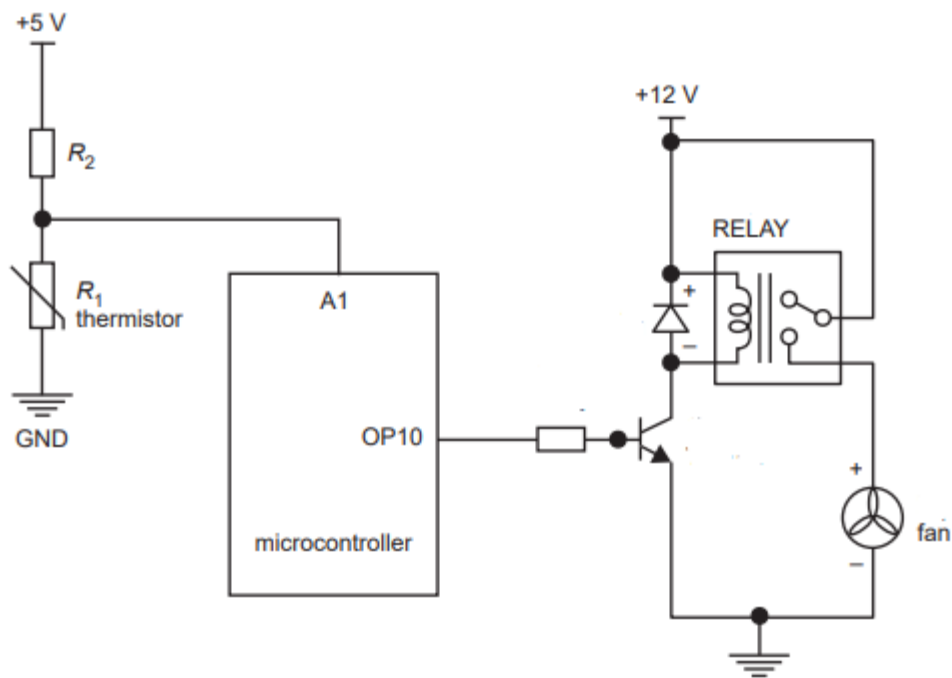 +5 V
R2
+12 V
RELAY
A1
R1
thermistor
+
–
GND
OP10
microcontroller
+
fan
–